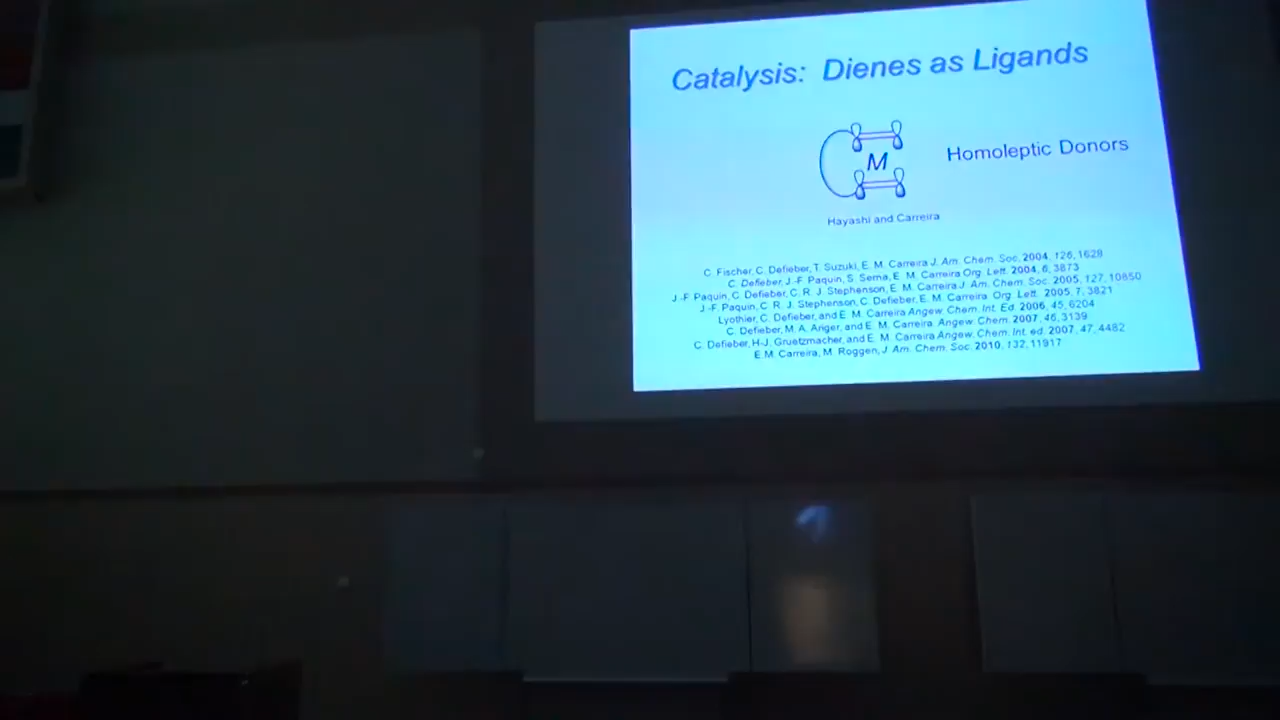 Catalysis: Dienes as Ligands
M
Homoleptic Donors
Hayashi and Carreira
C. Fischer, C. Defieber, T. Suzuki, E. M. Carreira J. Am. Chem. Soc. 2004, 126, 1628
C. Defieber, J.-F. Paquin, S. Serna, E. M. Carreira Org. Lett. 2004, 6, 3873
J.-F. Paquin, C. Defieber, C. R. J. Stephenson, E. M. Carreira J. Am. Chem. Soc. 2005, 127, 10850
J.-F. Paquin, C. R. J. Stephenson, C. Defieber, E. M. Carreira. Org. Lett. 2005, 7, 3821
Lyothier, C. Defieber, and E. M. Carreira Angew. Chem. Int. Ed. 2006, 45, 6204
C. Defieber, M. A. Ariger, and E. M. Carreira. Angew. Chem. 2007, 46, 3139
C. Defieber, H-J. Gruetzmacher, and E. M. Carreira Angew. Chem. Int. ed. 2007, 47, 4482
E.M. Carreira, M. Roggen, J. Am. Chem. Soc. 2010, 132, 11917